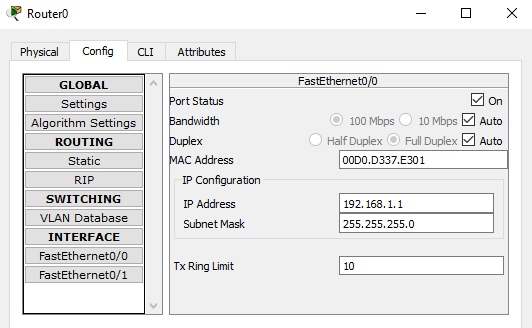 Router0
Physical Config CLI Attributes
GLOBAL
Settings
Algorithm Settings
ROUTING
Static
RIP
SWITCHING
VLAN Database
INTERFACE
FastEthernet0/0
FastEthernet0/1
FastEthernet0/0
Port Status On
Bandwidth 100 Mbps 10 Mbps Auto
Duplex Half Duplex Full Duplex Auto
MAC Address 00D0.D337.E301
IP Configuration
IP Address 192.168.1.1
Subnet Mask 255.255.255.0
Tx Ring Limit 10